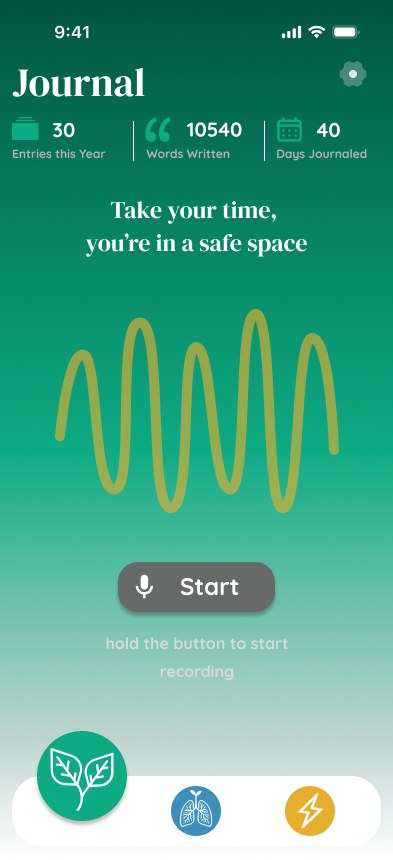 9:41
Journal
30
Entries this Year
10540
Words Written
40
Days Journaled
Take your time,
you're in a safe space
Start
hold the button to start
recording